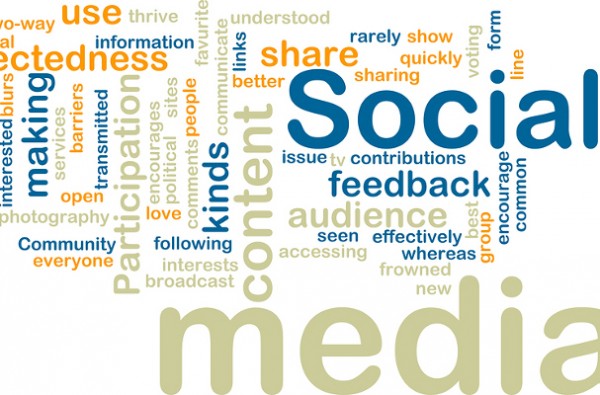 wo-way
use
thrive
understood
al
information
ectedness
favourite
communicate
links
share
better
rarely
show
quickly
sharing
voting
form
line
interested
blurs
making
services
barriers
transmitted
Participation
encourages
political
sites
people
comments
kinds
content
Social
issue
tv
contributions
feedback
encourage
common
open
photography
love
audience
best
group
Community
following
seen
effectively
everyone
accessing
whereas
interests
frowned
broadcast
new
media